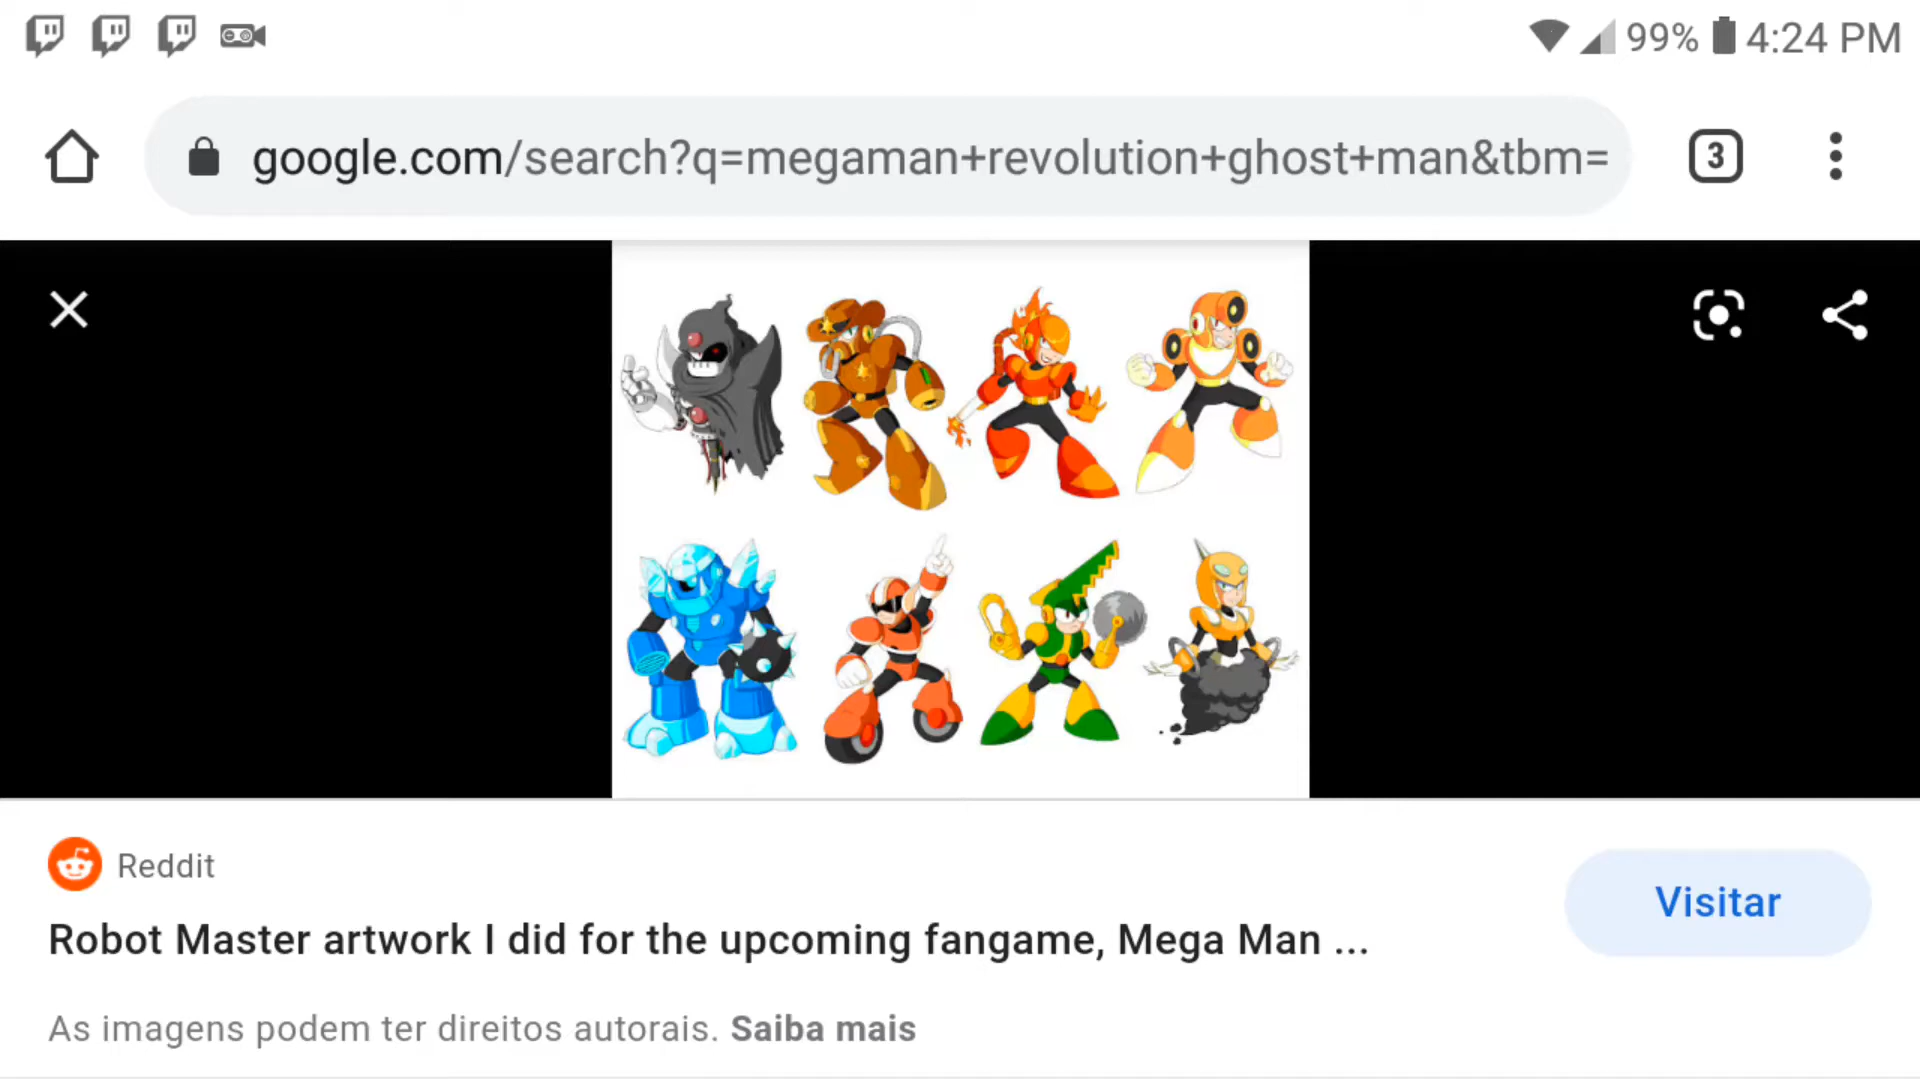 99% 4:24 PM
google.com/search?q=megaman+revolution+ghost+man&tbm=
3
Reddit
Robot Master artwork I did for the upcoming fangame, Mega Man ...
Visitar
As imagens podem ter direitos autorais. Saiba mais